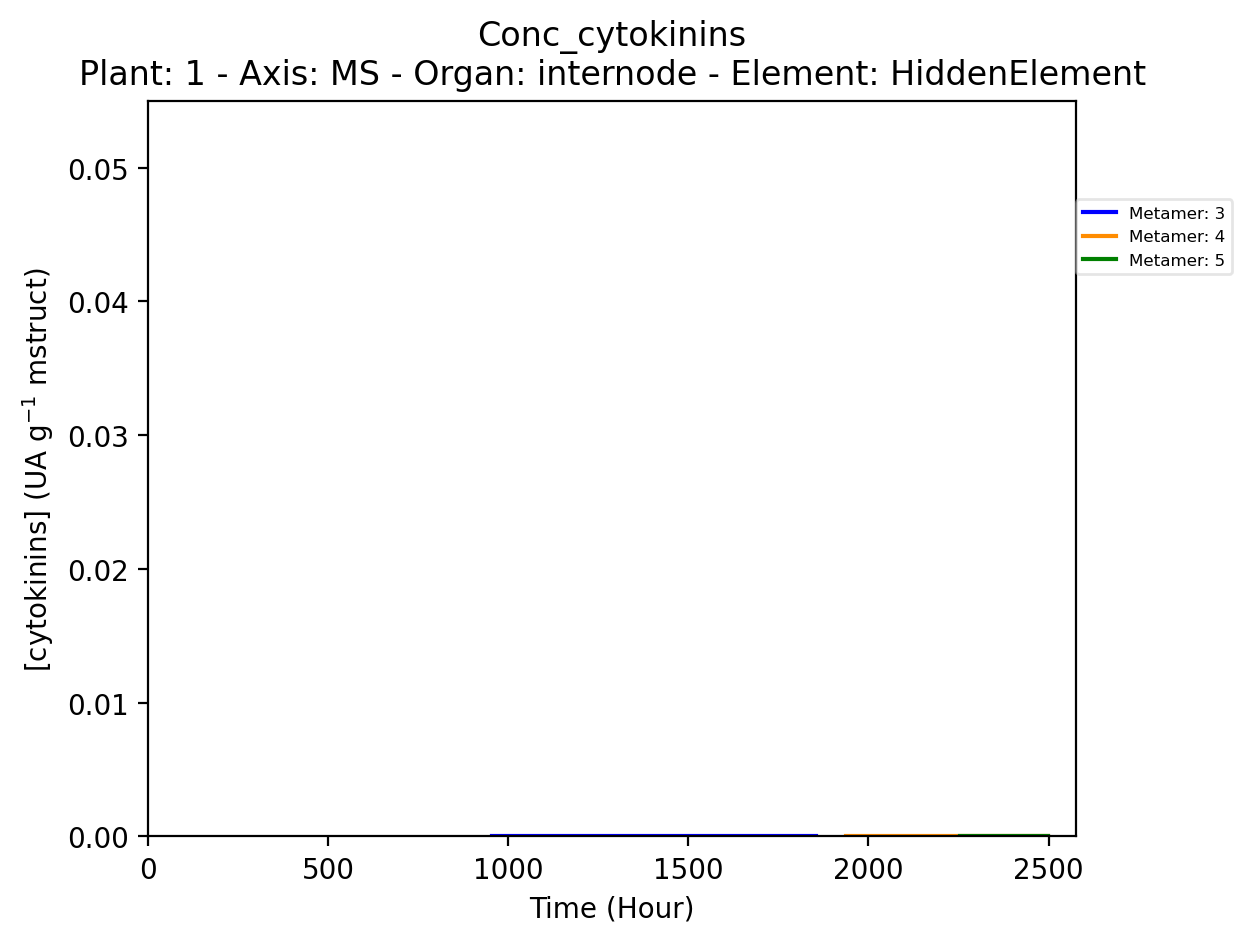 Conc_cytokinins
Plant: 1 - Axis: MS - Organ: internode - Element: HiddenElement
0.05
0.04
0.03
0.02
0.01
0.00
[cytokinins] (UA g⁻¹ mstruct)
Metamer: 3
Metamer: 4
Metamer: 5
0 500 1000 1500 2000 2500
Time (Hour)